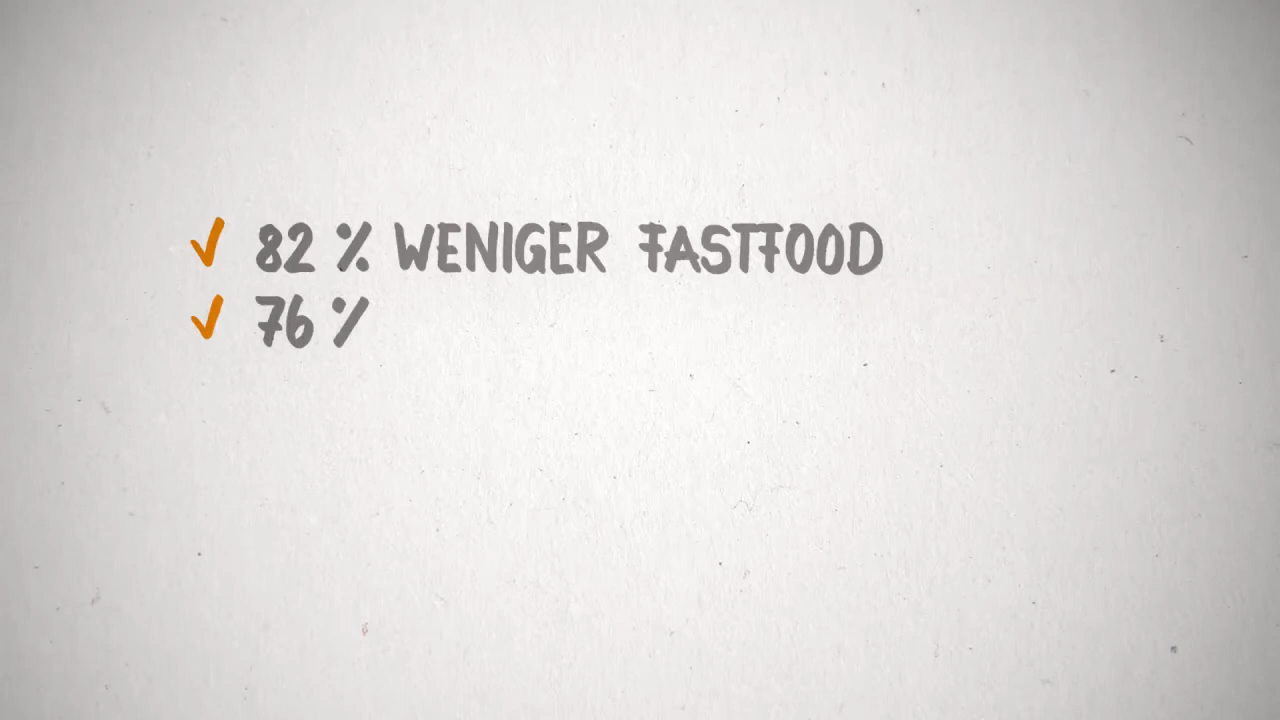 ✓ 82 % WENIGER FASTFOOD
✓ 76 %